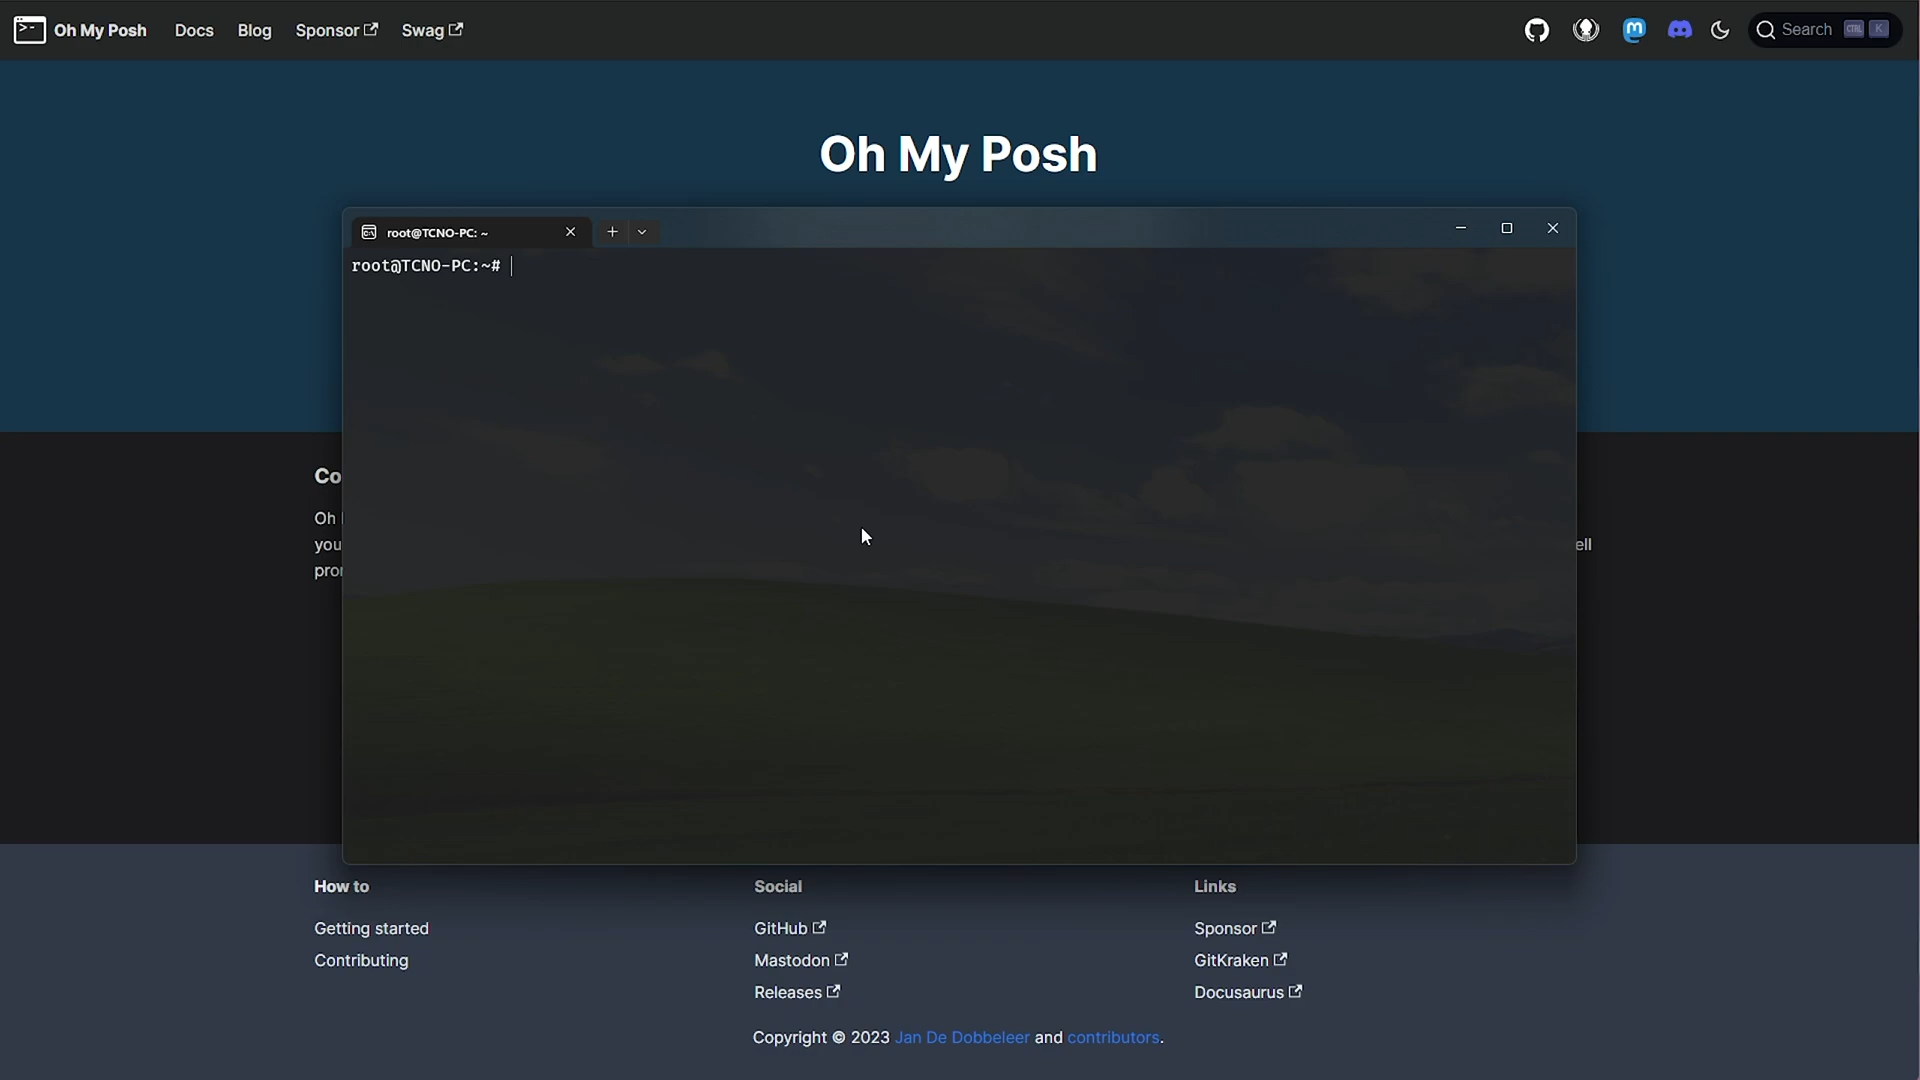 Oh My Posh
Docs
Blog
Sponsor
Swag
Search
CTRL
K
Oh My Posh
root@TCNO-PC: ~
root@TCNO-PC:~#
Co
Oh
you
ell
pro
How to
Getting started
Contributing
Social
GitHub
Mastodon
Releases
Links
Sponsor
GitKraken
Docusaurus
Copyright © 2023 Jan De Dobbeleer and contributors.